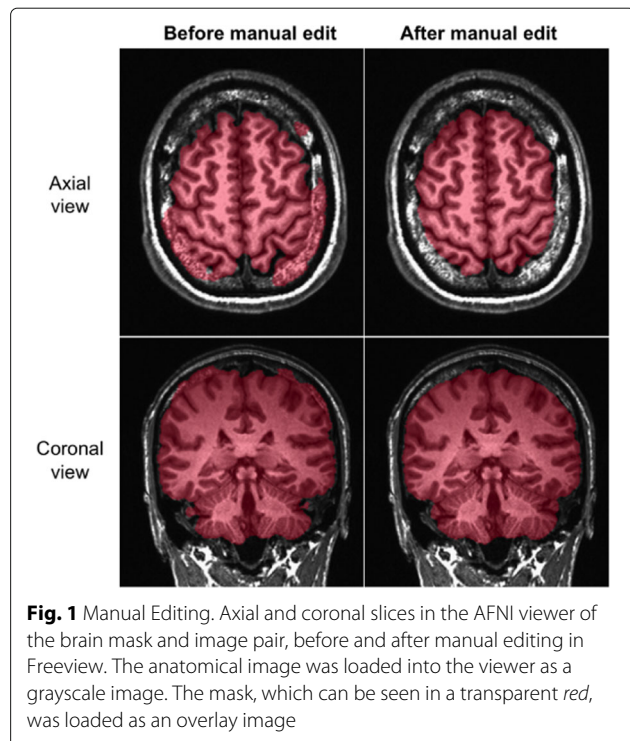 Before manual edit After manual edit
Axial
view
Coronal
view
Fig. 1 Manual Editing. Axial and coronal slices in the AFNI viewer of
the brain mask and image pair, before and after manual editing in
Freeview. The anatomical image was loaded into the viewer as a
grayscale image. The mask, which can be seen in a transparent red,
was loaded as an overlay image